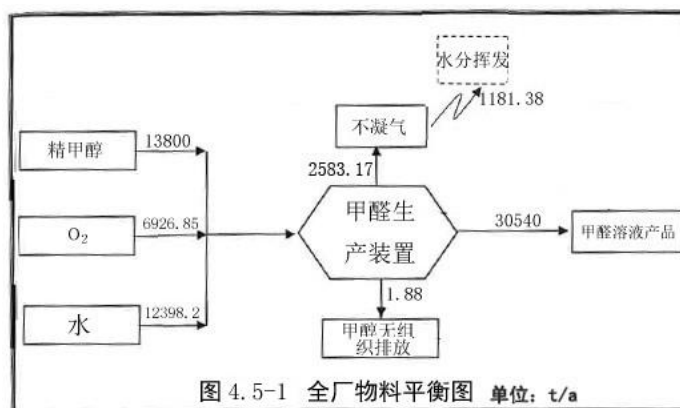 水分挥发
1181.38
不凝气
精甲醇
13800
2583.17
O₂
6926.85
甲醛生
产装置
30540
甲醛溶液产品
水
12398.2
1.88
甲醇无组
织排放
图 4.5-1 全厂物料平衡图 单位: t/a